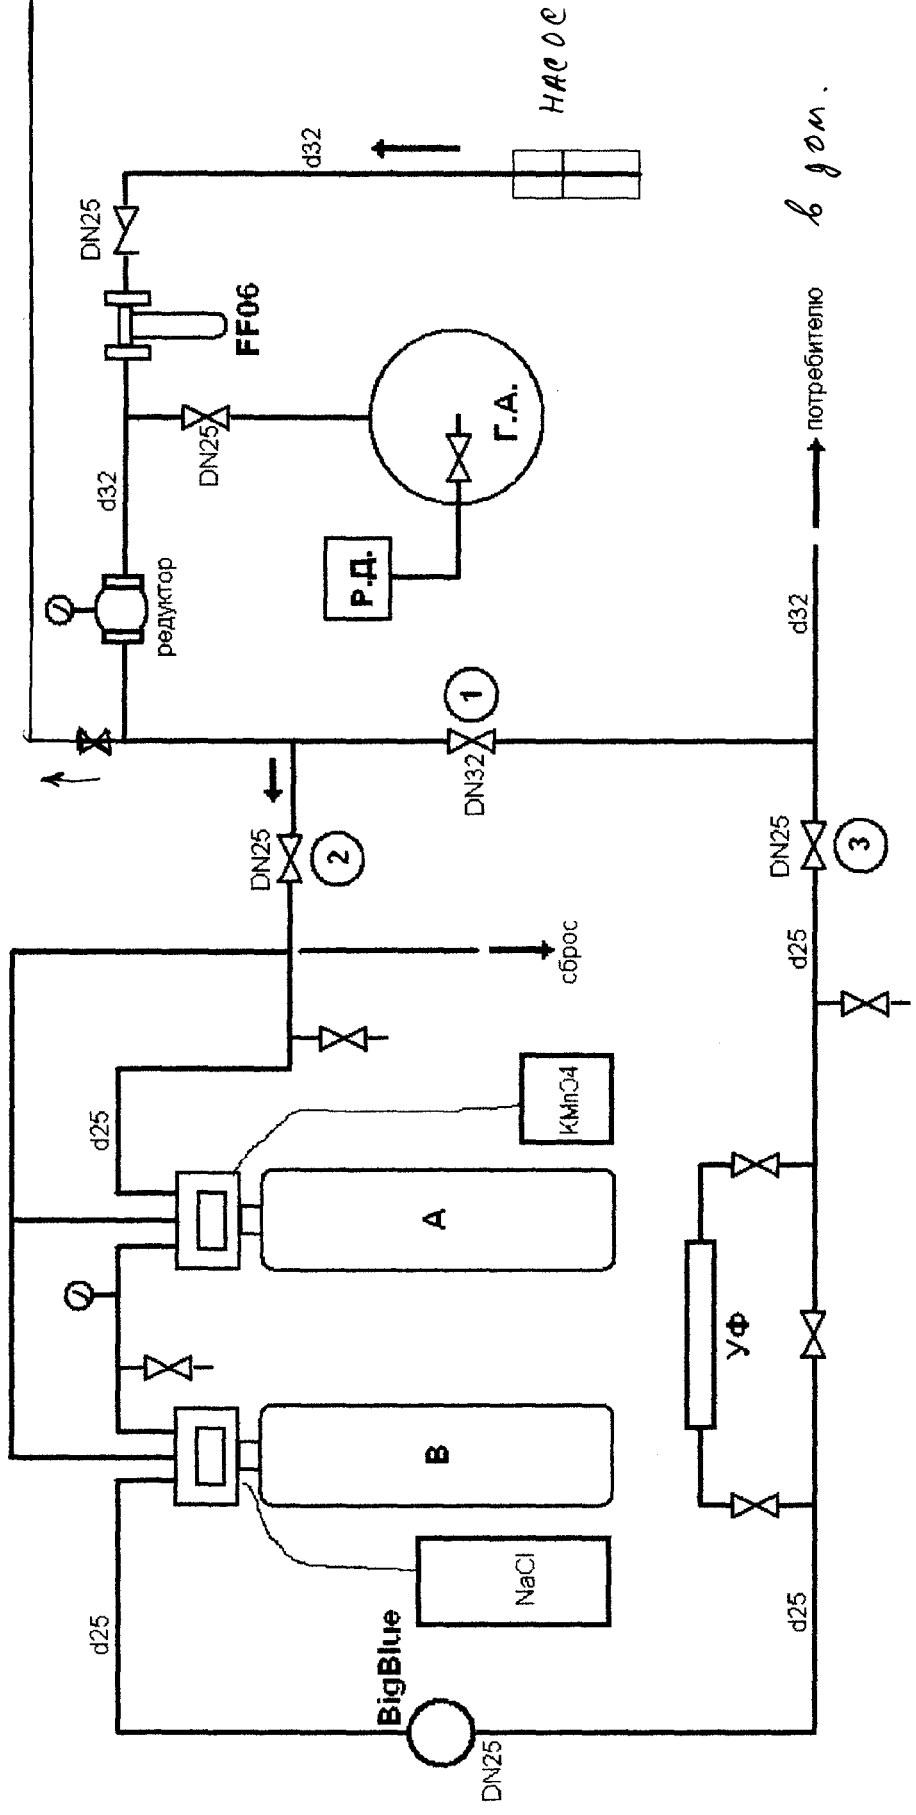 НАСОС
d32
DN25
FF06
DN25
Г.А.
d32
Р.Д.
редуктор
в дом.
потребителю
d32
1
DN32
DN25
2
DN25
3
d25
сброс
d25
KMnO4
A
B
УФ
NaCl
d25
BigBlue
DN25
d25